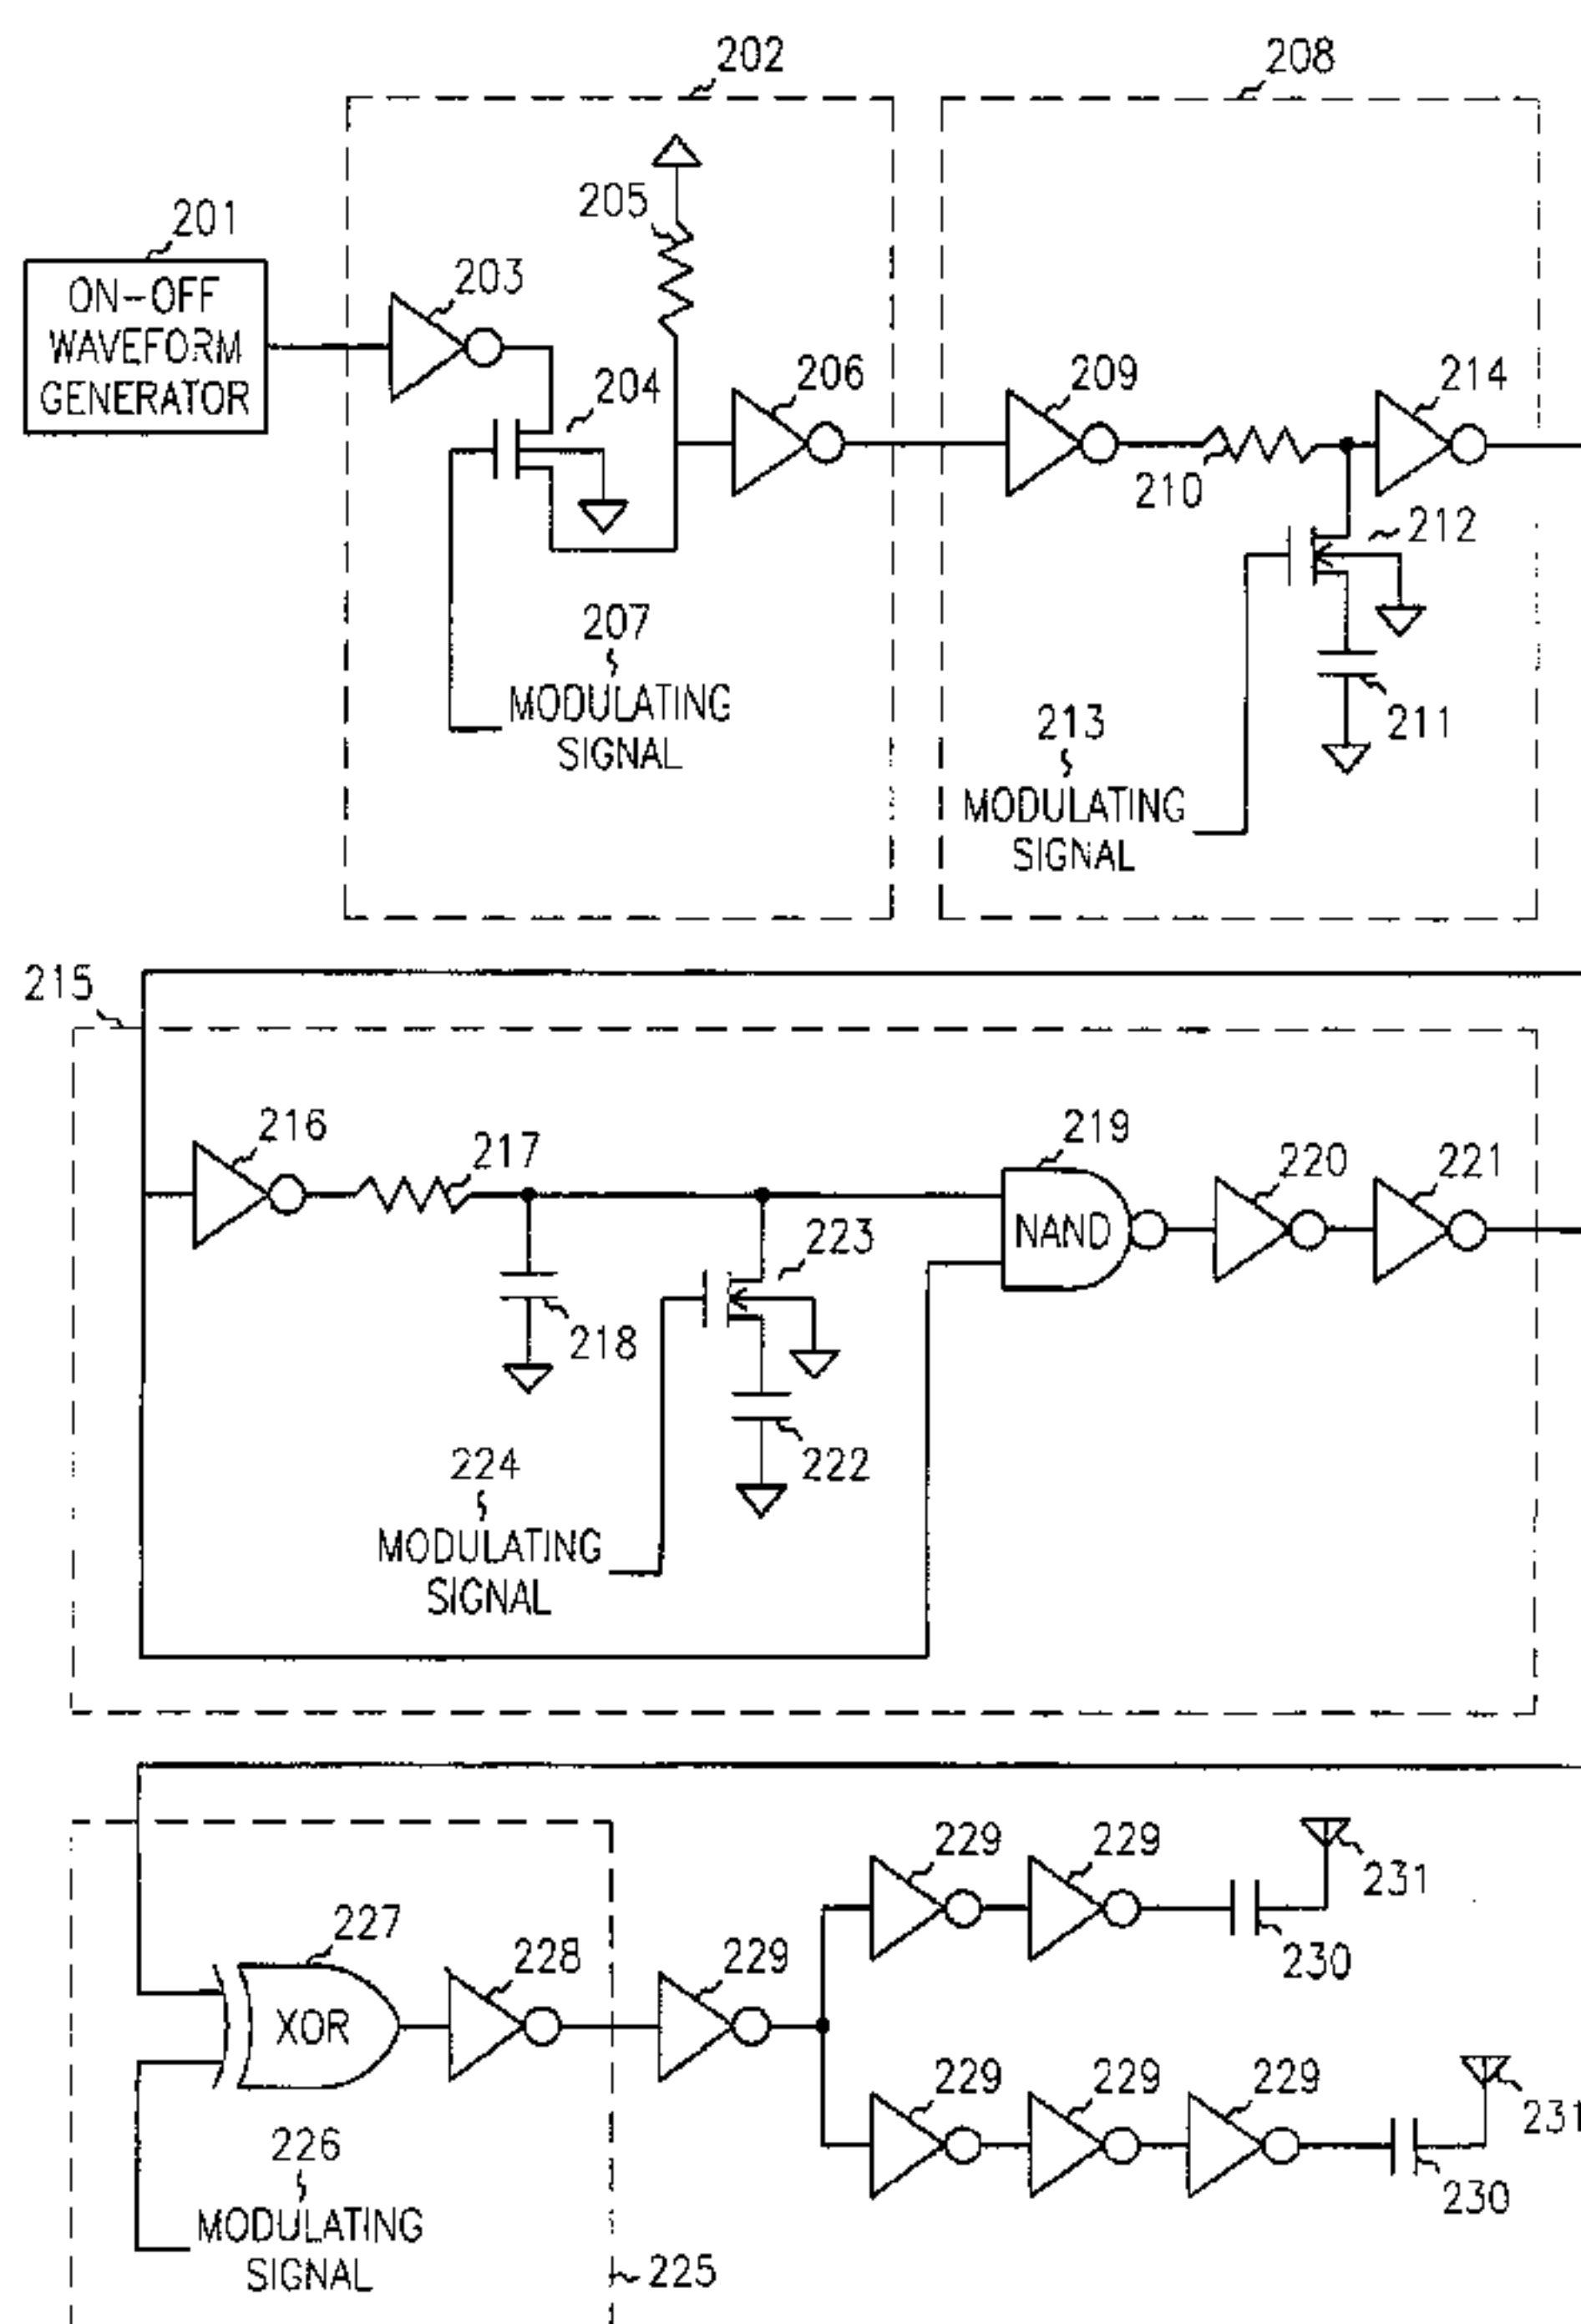 202
208
201
ON-OFF
WAVEFORM
GENERATOR
203
205
204
206
209
214
210
212
207
MODULATING
SIGNAL
213
MODULATING
SIGNAL
211
215
216
217
219
220
221
NAND
223
218
224
MODULATING
SIGNAL
222
227
XOR
228
229
229
229
231
230
226
MODULATING
SIGNAL
229
229
229
231
230
225